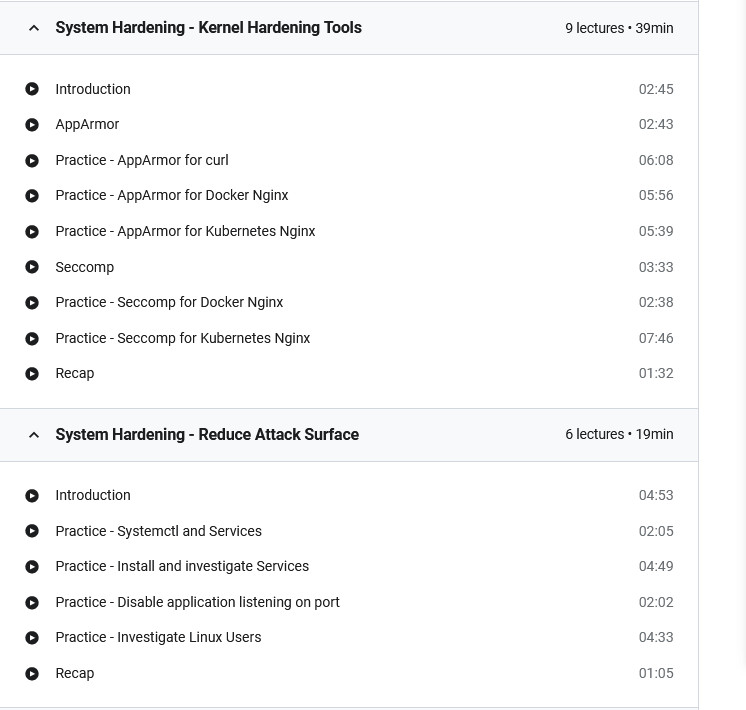 System Hardening - Kernel Hardening Tools 9 lectures • 39min
Introduction 02:45
AppArmor 02:43
Practice - AppArmor for curl 06:08
Practice - AppArmor for Docker Nginx 05:56
Practice - AppArmor for Kubernetes Nginx 05:39
Seccomp 03:33
Practice - Seccomp for Docker Nginx 02:38
Practice - Seccomp for Kubernetes Nginx 07:46
Recap 01:32
System Hardening - Reduce Attack Surface 6 lectures • 19min
Introduction 04:53
Practice - Systemctl and Services 02:05
Practice - Install and investigate Services 04:49
Practice - Disable application listening on port 02:02
Practice - Investigate Linux Users 04:33
Recap 01:05